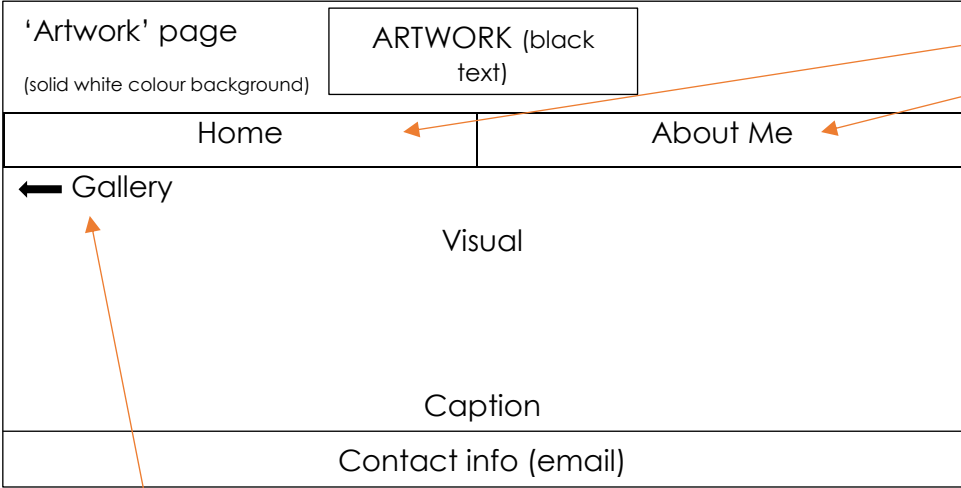 ‘Artwork’ page
(solid white colour background)
ARTWORK (black
text)
Home
About Me
Gallery
Visual
Caption
Contact info (email)